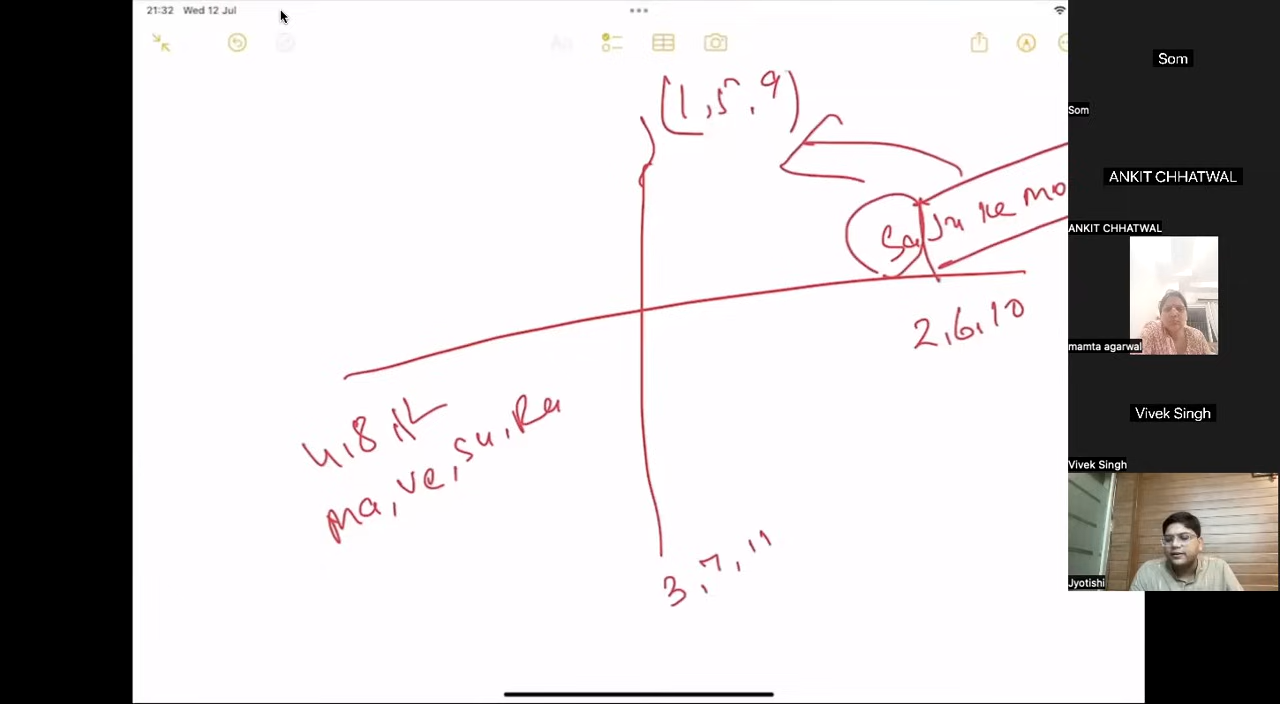 21:32 Wed 12 Jul
(1,5,9)
Sa Ju Ke Mo
2,6,10
4,8,12
Ma, Ve, Su, Ra
3,7,11
Som
Som
ANKIT CHHATWAL
ANKIT CHHATWAL
mamta agarwal
Vivek Singh
Vivek Singh
Jyotishi